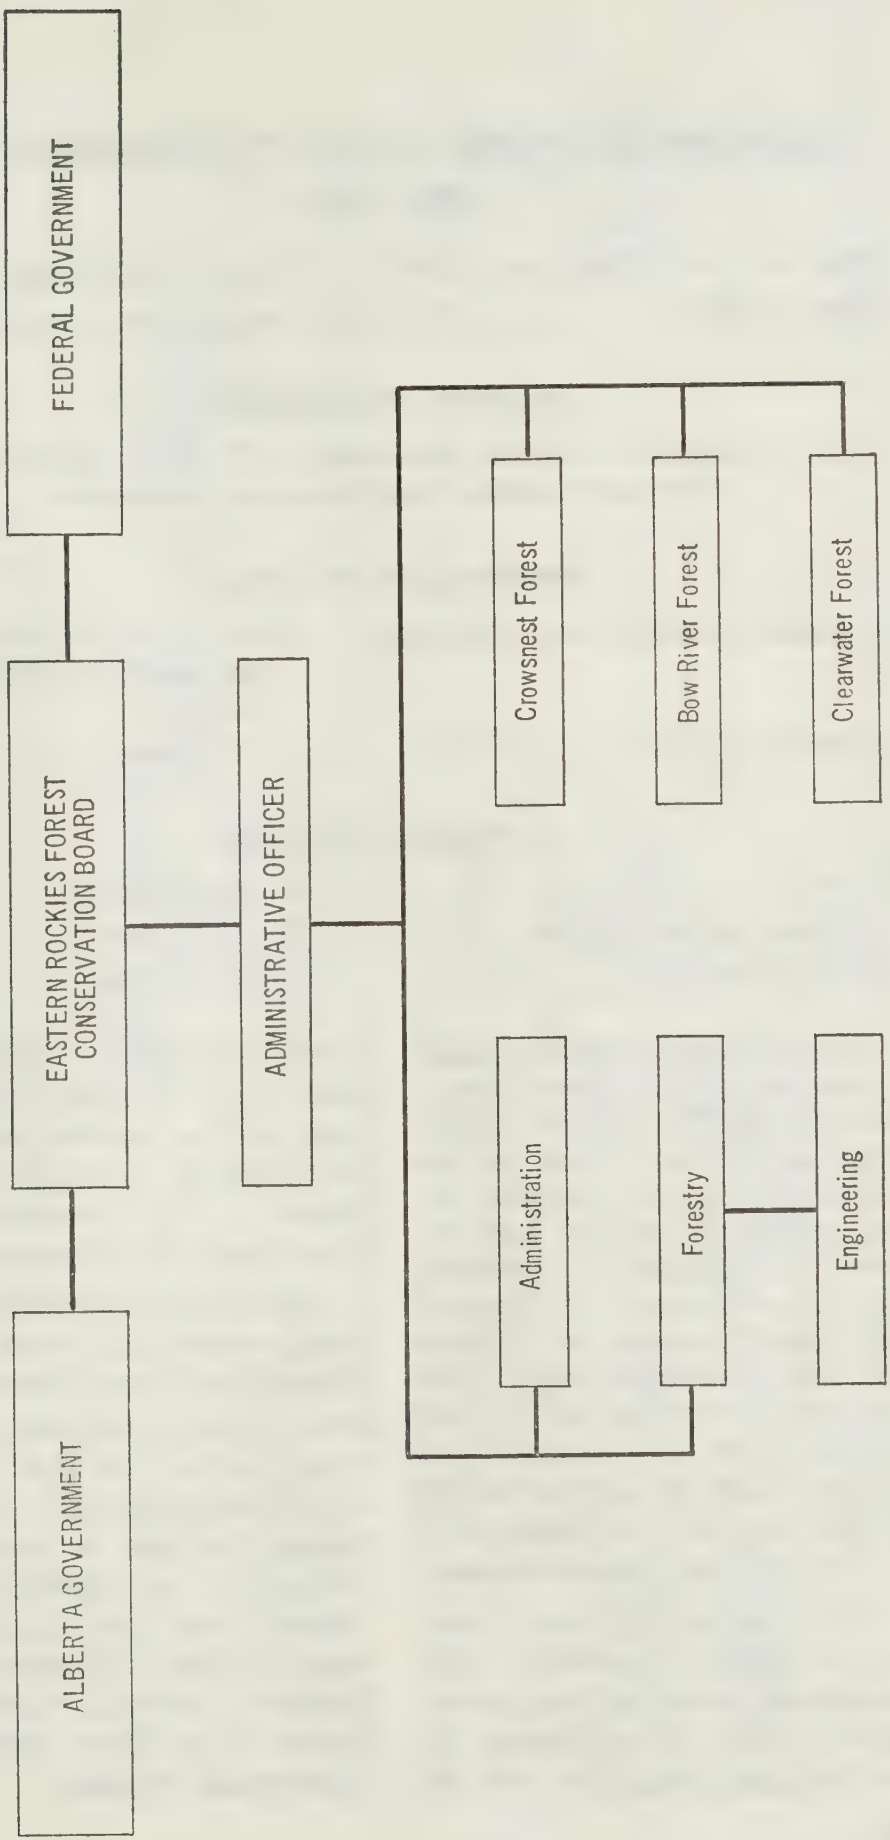 ALBERTA GOVERNMENT
EASTERN ROCKIES FOREST
CONSERVATION BOARD
FEDERAL GOVERNMENT
ADMINISTRATIVE OFFICER
Administration
Forestry
Engineering
Crowsnest Forest
Bow River Forest
Clearwater Forest